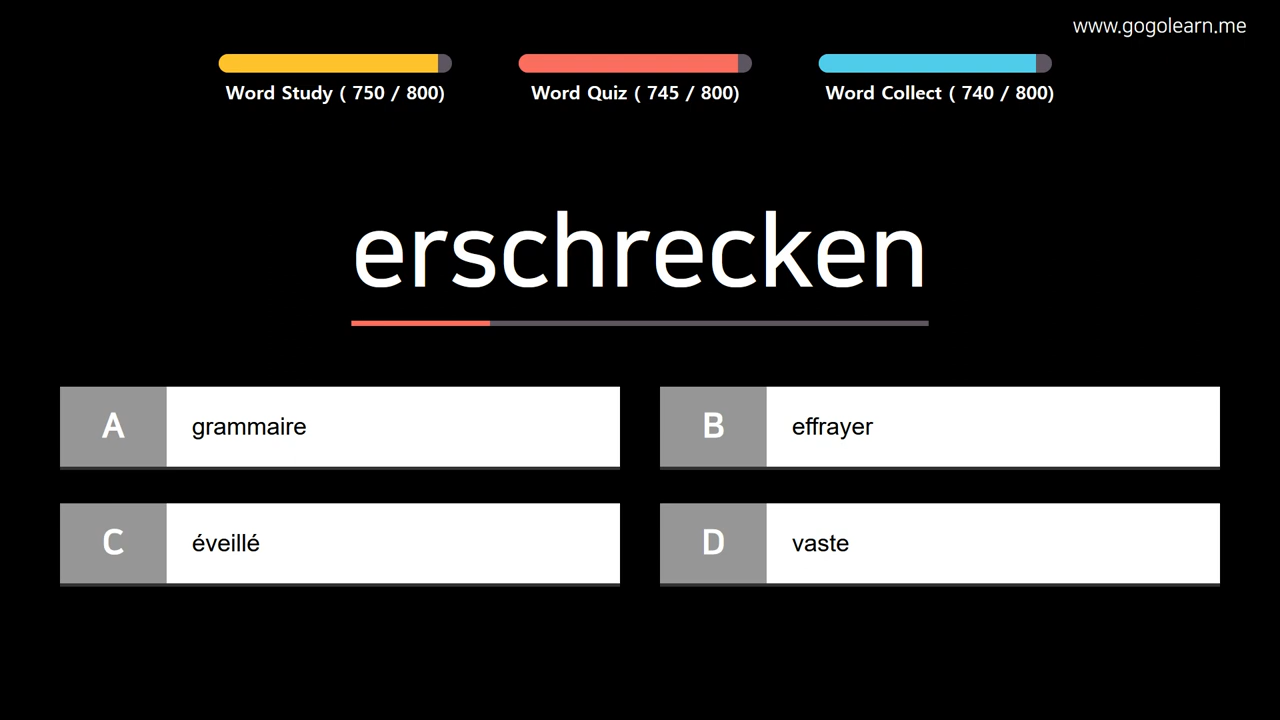 www.gogolearn.me
Word Study ( 750 / 800)
Word Quiz ( 745 / 800)
Word Collect ( 740 / 800)
erschrecken
A grammaire
B effrayer
C éveillé
D vaste